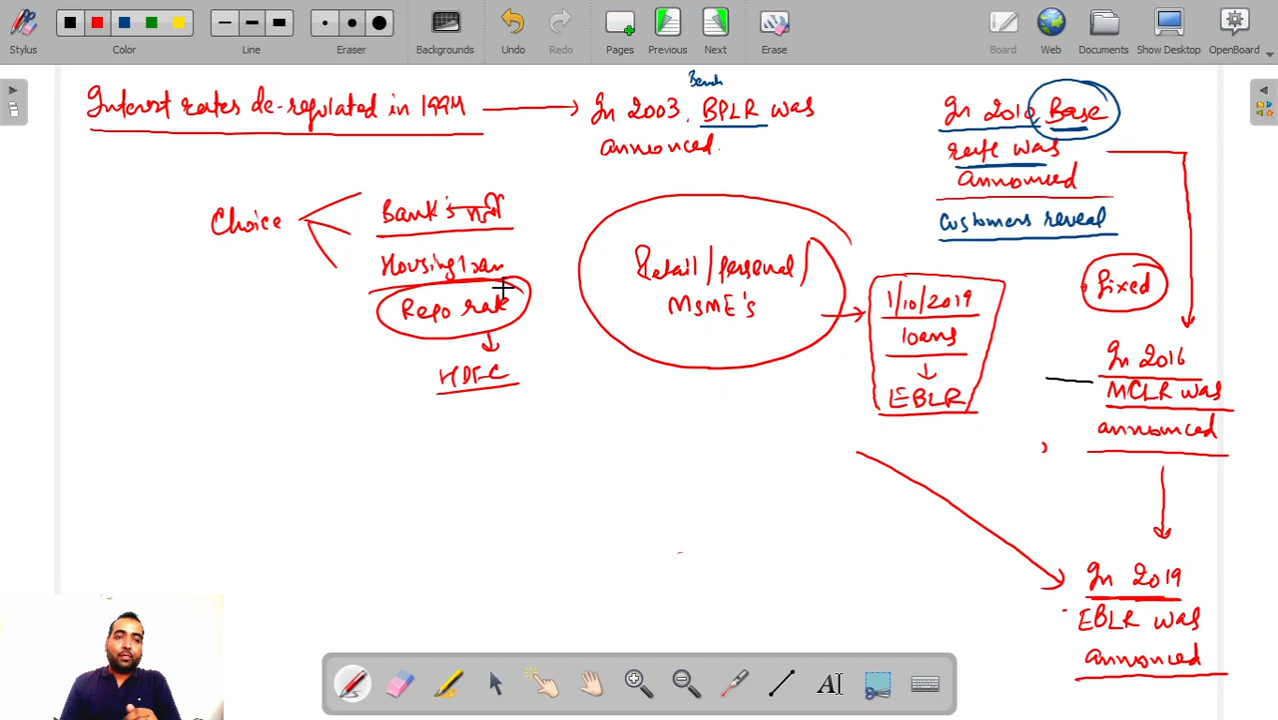 Stylus
Color
Line
Eraser
Backgrounds
Undo
Redo
Pages
Previous
Next
Erase
Board
Web
Documents
Show Desktop
OpenBoard
Interest rates de-regulated in 1994
In 2003, BPLR was
announced.
In 2010 Base
rate was
announced
Customers reveal
Choice
Bank's
Housing loan
Repo rate
HDFC
Retail/personal/
MSME's
1/10/2019
loans
EBLR
fixed
In 2016
MCLR was
announced
In 2019
EBLR was
announced